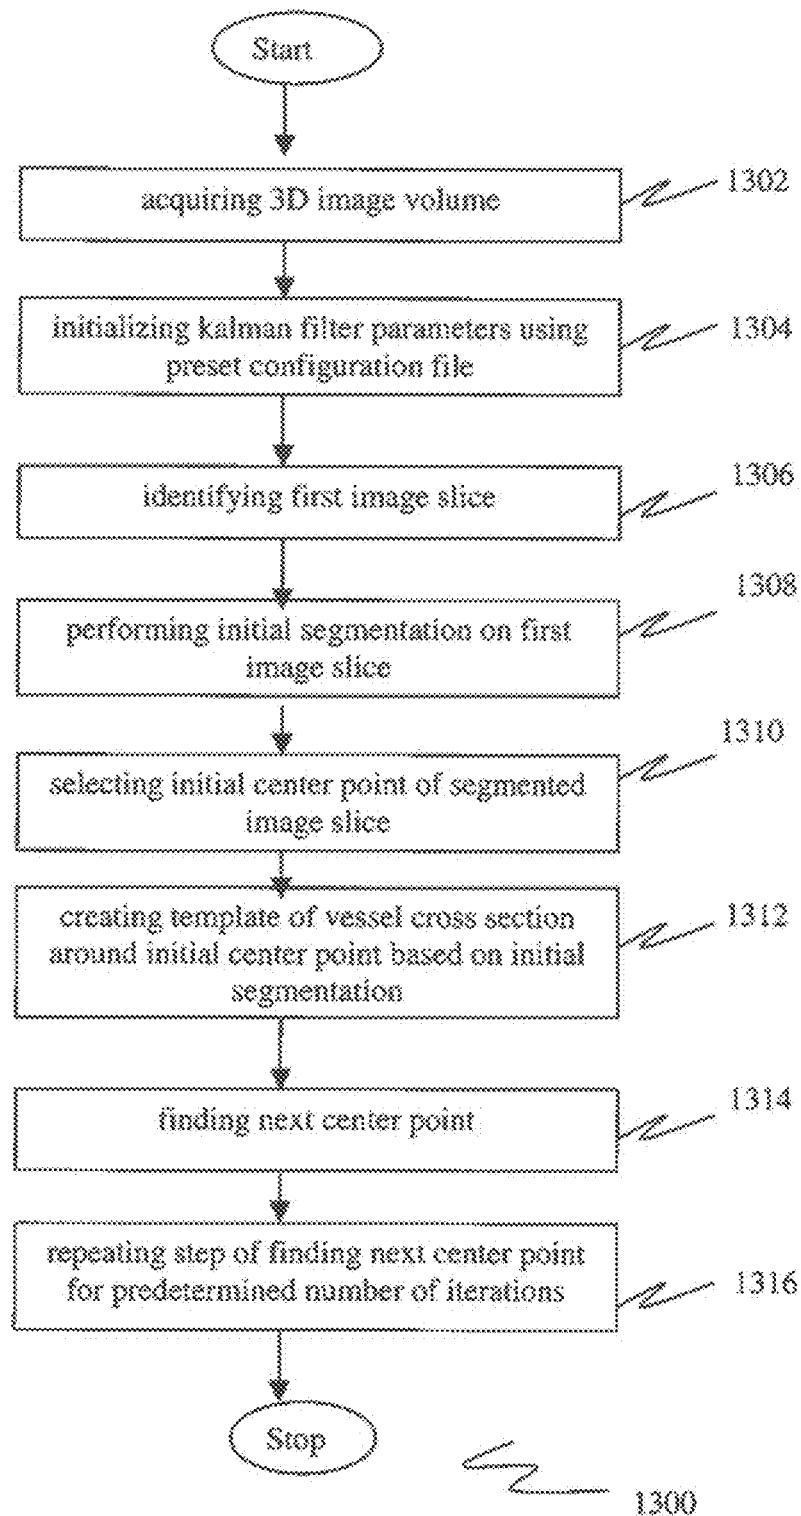 Start
acquiring 3D image volume
1302
initializing kalman filter parameters using
preset configuration file
1304
identifying first image slice
1306
performing initial segmentation on first
image slice
1308
selecting initial center point of segmented
image slice
1310
creating template of vessel cross section
around initial center point based on initial
segmentation
1312
finding next center point
1314
repeating step of finding next center point
for predetermined number of iterations
1316
Stop
1300